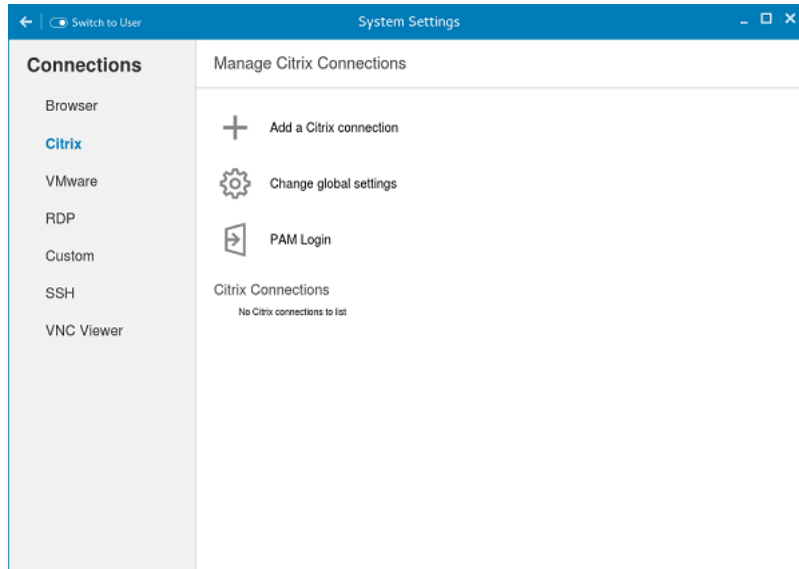 Switch to User
System Settings
Connections
Manage Citrix Connections
Browser
Citrix
VMware
RDP
Custom
SSH
VNC Viewer
Add a Citrix connection
Change global settings
PAM Login
Citrix Connections
No Citrix connections to list